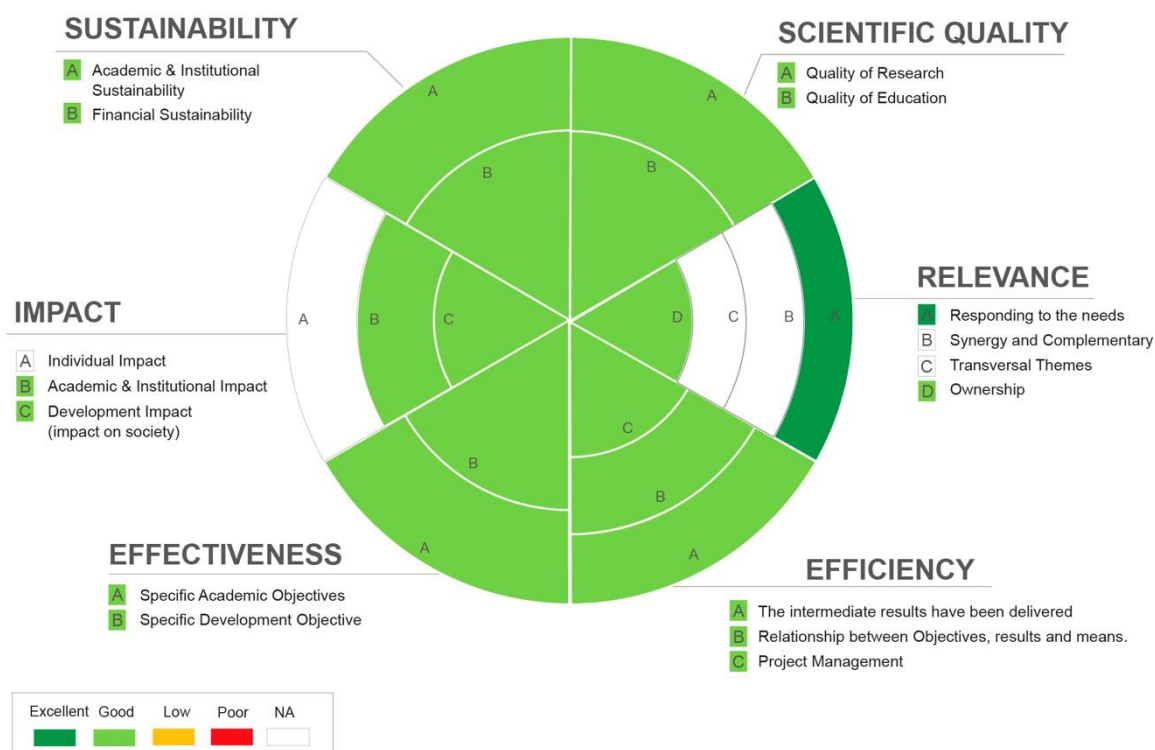 SUSTAINABILITY
A Academic & Institutional
Sustainability
B Financial Sustainability
SCIENTIFIC QUALITY
A Quality of Research
B Quality of Education
A
A
B
B
IMPACT
A Individual Impact
B Academic & Institutional Impact
C Development Impact
(impact on society)
A
B
C
D
C
B
A
RELEVANCE
A Responding to the needs
B Synergy and Complementary
C Transversal Themes
D Ownership
C
B
B
A
A
EFFECTIVENESS
A Specific Academic Objectives
B Specific Development Objective
EFFICIENCY
A The intermediate results have been delivered
B Relationship between Objectives, results and means.
C Project Management
Excellent Good Low Poor NA